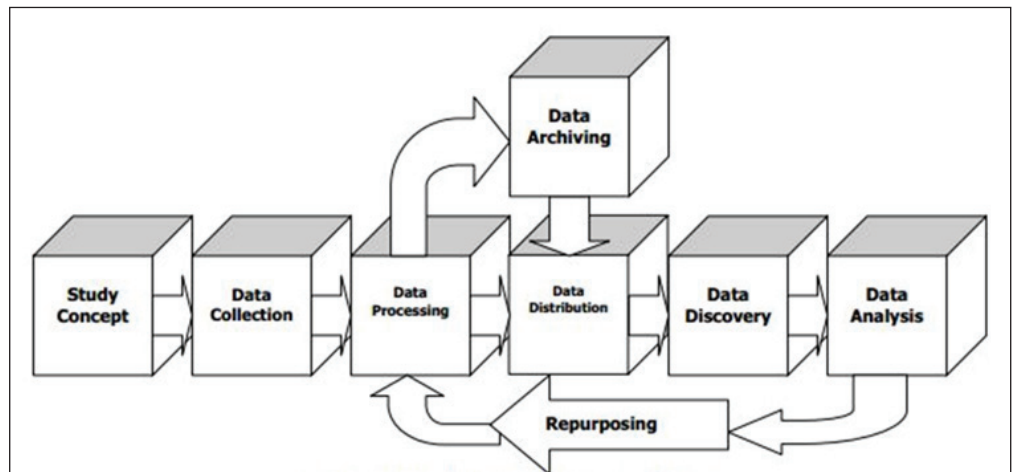 Data
Archiving
Study
Concept
Data
Collection
Data
Processing
Data
Distribution
Data
Discovery
Data
Analysis
Repurposing